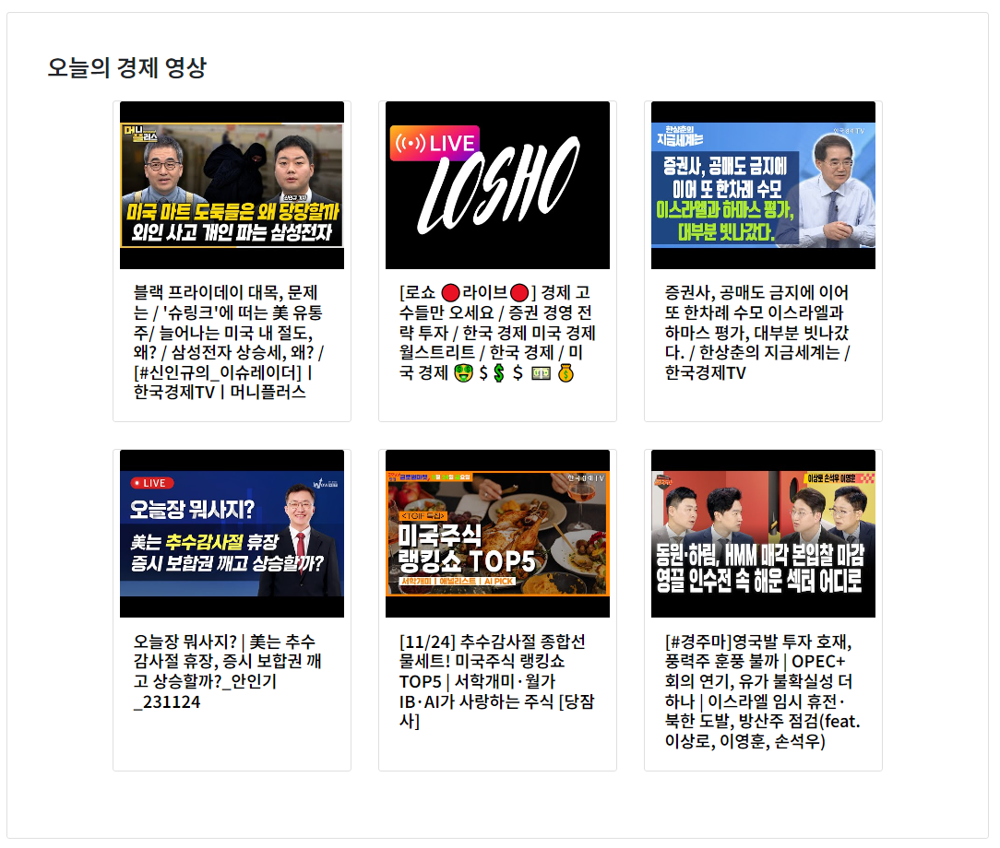 오늘의 경제 영상
머니플러스
신인규 기자
미국 마트 도둑들은 왜 당당할까
외인 사고 개인 파는 삼성전자
블랙 프라이데이 대목, 문제
는 / '슈링크'에 떠는 美 유통
주/ 늘어나는 미국 내 절도,
왜? / 삼성전자 상승세, 왜? /
[#신인규의_이슈레이더]ㅣ
한국경제TVㅣ머니플러스
LIVE
LOSHO
[로쇼 🔴라이브🔴] 경제 고
수들만 오세요 / 증권 경영 전
략 투자 / 한국 경제 미국 경제
월스트리트 / 한국 경제 / 미
국 경제 🤑 $ 💲 $ 💵 💰
한상춘의
지금세계는
한국경제TV
증권사, 공매도 금지에
이어 또 한차례 수모
이스라엘과 하마스 평가,
대부분 빗나갔다.
증권사, 공매도 금지에 이어
또 한차례 수모 이스라엘과
하마스 평가, 대부분 빗나갔
다. / 한상춘의 지금세계는 /
한국경제TV
LIVE
오늘장 뭐사지?
美는 추수감사절 휴장
증시 보합권 깨고 상승할까?
오늘장 뭐사지? | 美는 추수
감사절 휴장, 증시 보합권 깨
고 상승할까?_안인기
_231124
글로벌마켓
한국경제TV
<TGIF 특집>
미국주식
랭킹쇼 TOP5
서학개미 | 애널리스트 | AI PICK
[11/24] 추수감사절 종합선
물세트! 미국주식 랭킹쇼
TOP5 | 서학개미·월가
IB·AI가 사랑하는 주식 [당잠
사]
이상로 손석우 이영훈
동원·하림, HMM 매각 본입찰 마감
영끌 인수전 속 해운 섹터 어디로
[#경주마]영국발 투자 호재,
풍력주 훈풍 불까 | OPEC+
회의 연기, 유가 불확실성 더
하나 | 이스라엘 임시 휴전·
북한 도발, 방산주 점검(feat.
이상로, 이영훈, 손석우)